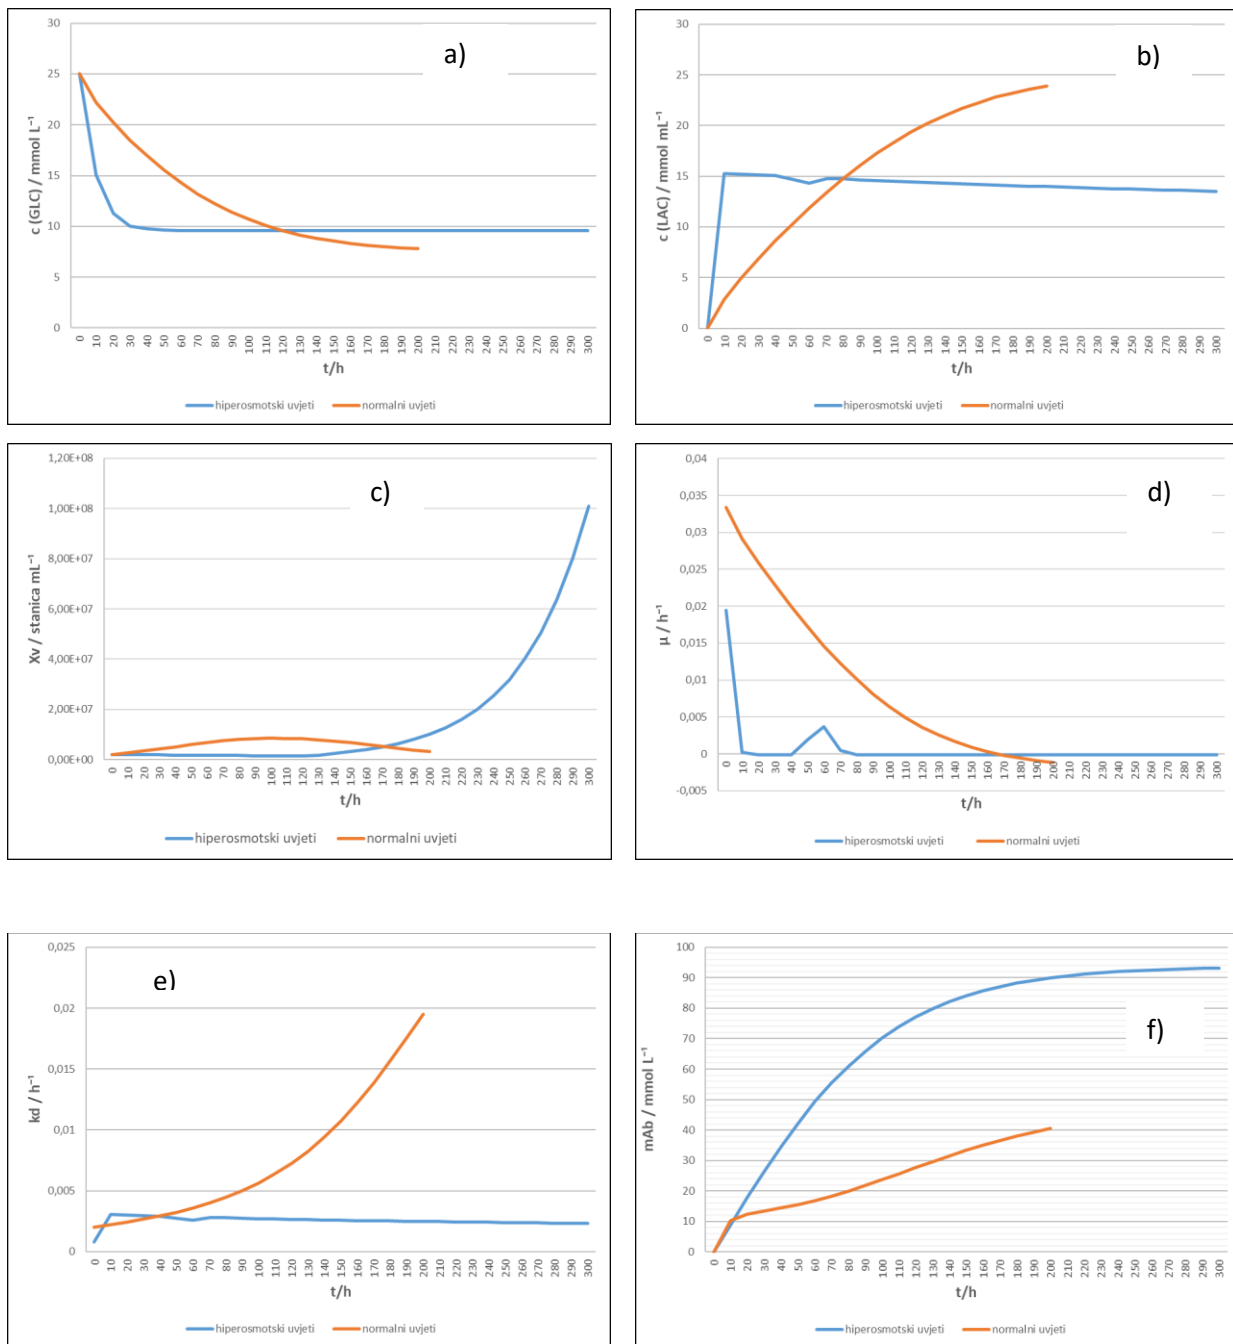 a)
c (GLC) / mmol L⁻¹
30
25
20
15
10
5
0
0 10 20 30 40 50 60 70 80 90 100 110 120 130 140 150 160 170 180 190 200 210 220 230 240 250 260 270 280 290 300
t/h
hiperosmotski uvjeti normalni uvjeti
b)
c (LAC) / mmol mL⁻¹
30
25
20
15
10
5
0
0 10 20 30 40 50 60 70 80 90 100 110 120 130 140 150 160 170 180 190 200 210 220 230 240 250 260 270 280 290 300
t/h
hiperosmotski uvjeti normalni uvjeti
c)
Xv / stanica mL⁻¹
1,20E+08
1,00E+08
8,00E+07
6,00E+07
4,00E+07
2,00E+07
0,00E+00
0 10 20 30 40 50 60 70 80 90 100 110 120 130 140 150 160 170 180 190 200 210 220 230 240 250 260 270 280 290 300
t/h
hiperosmotski uvjeti normalni uvjeti
d)
µ / h⁻¹
0,04
0,035
0,03
0,025
0,02
0,015
0,01
0,005
0
-0,005
0 10 20 30 40 50 60 70 80 90 100 110 120 130 140 150 160 170 180 190 200 210 220 230 240 250 260 270 280 290 300
t/h
hiperosmotski uvjeti normalni uvjeti
e)
kd / h⁻¹
0,025
0,02
0,015
0,01
0,005
0
0 10 20 30 40 50 60 70 80 90 100 110 120 130 140 150 160 170 180 190 200 210 220 230 240 250 260 270 280 290 300
t/h
hiperosmotski uvjeti normalni uvjeti
f)
mAb / mmol L⁻¹
100
90
80
70
60
50
40
30
20
10
0
0 10 20 30 40 50 60 70 80 90 100 110 120 130 140 150 160 170 180 190 200 210 220 230 240 250 260 270 280 290 300
t/h
hiperosmotski uvjeti normalni uvjeti